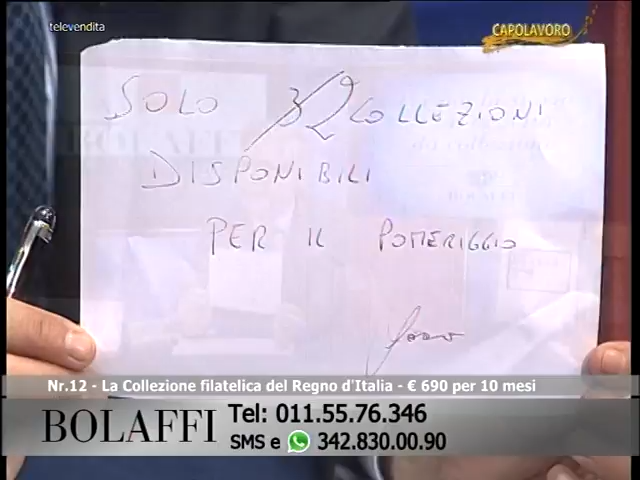 televendita
CAPOLAVORO
SOLO 2 COLLEZIONI
DISPONIBILI
PER IL POMERIGGIO
Nr.12 - La Collezione filatelica del Regno d'Italia - € 690 per 10 mesi
BOLAFFI
Tel: 011.55.76.346
SMS e 342.830.00.90